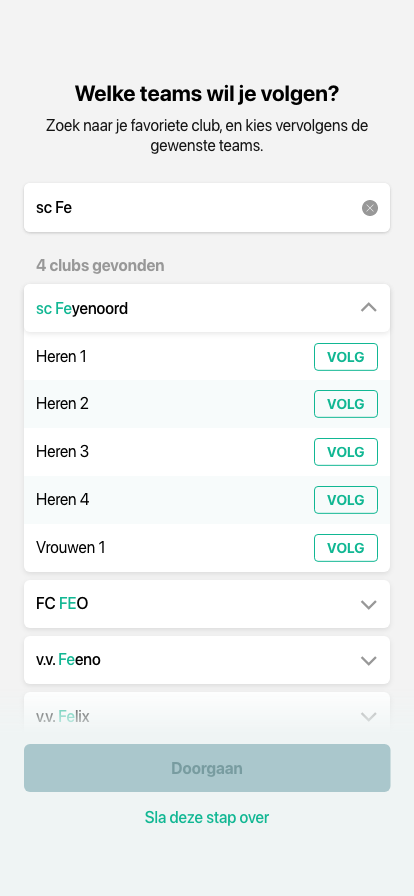 Welke teams wil je volgen?
Zoek naar je favoriete club, en kies vervolgens de
gewenste teams.
sc Fe
4 clubs gevonden
sc Feyenoord
Heren 1 VOLG
Heren 2 VOLG
Heren 3 VOLG
Heren 4 VOLG
Vrouwen 1 VOLG
FC FEO
v.v. Feeno
v.v. Felix
Doorgaan
Sla deze stap over